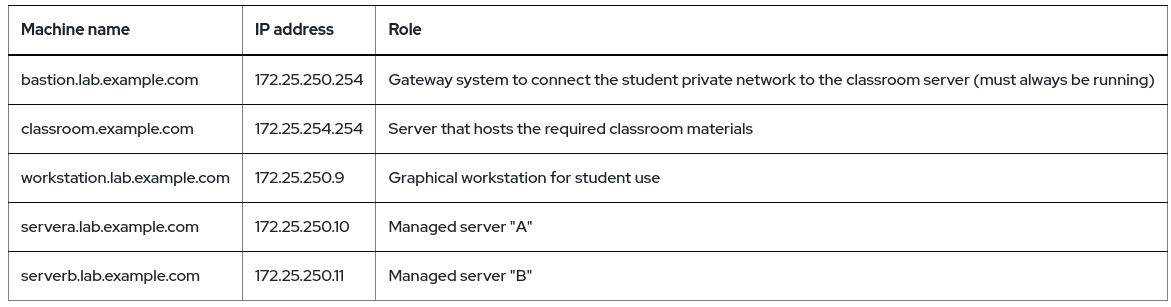 Machine name IP address Role
bastion.lab.example.com 172.25.250.254 Gateway system to connect the student private network to the classroom server (must always be running)
classroom.example.com 172.25.254.254 Server that hosts the required classroom materials
workstation.lab.example.com 172.25.250.9 Graphical workstation for student use
servera.lab.example.com 172.25.250.10 Managed server "A"
serverb.lab.example.com 172.25.250.11 Managed server "B"